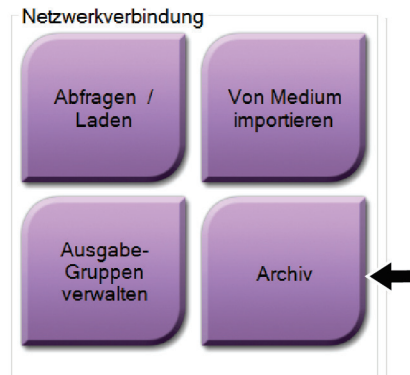 Netzwerkverbindung
Abfragen /
Laden
Von Medium
importieren
Ausgabe-
Gruppen
verwalten
Archiv